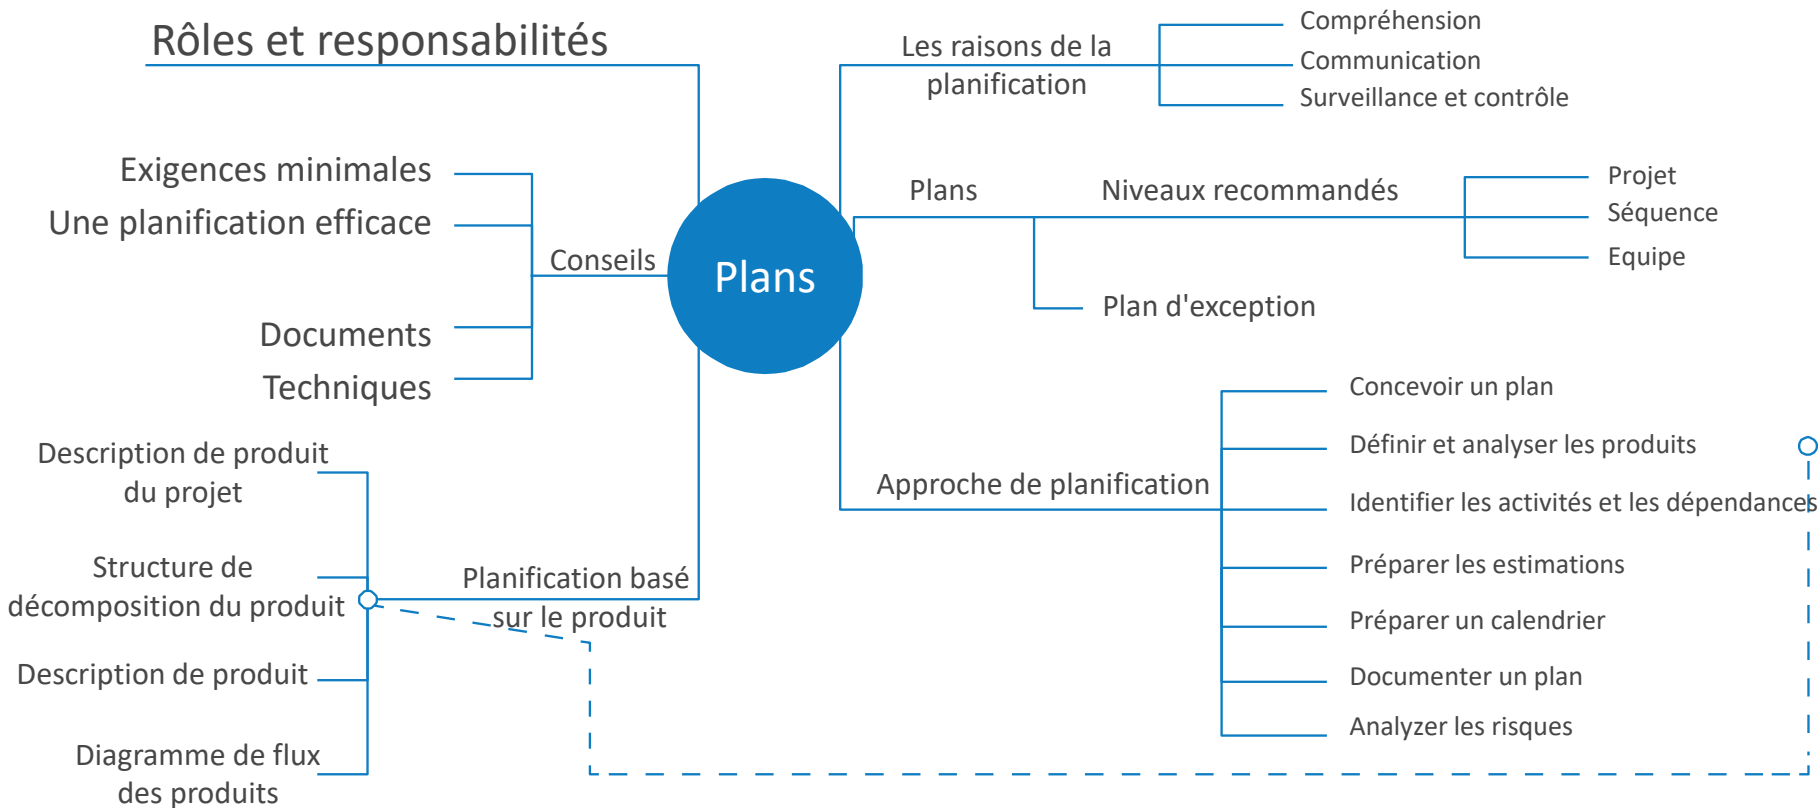 Rôles et responsabilités
Exigences minimales
Une planification efficace
Conseils
Documents
Techniques
Description de produit
du projet
Structure de
décomposition du produit
Planification basé
sur le produit
Description de produit
Diagramme de flux
des produits
Plans
Les raisons de la
planification
Compréhension
Communication
Surveillance et contrôle
Plans
Niveaux recommandés
Projet
Séquence
Equipe
Plan d'exception
Approche de planification
Concevoir un plan
Définir et analyser les produits
Identifier les activités et les dépendances
Préparer les estimations
Préparer un calendrier
Documenter un plan
Analyzer les risques